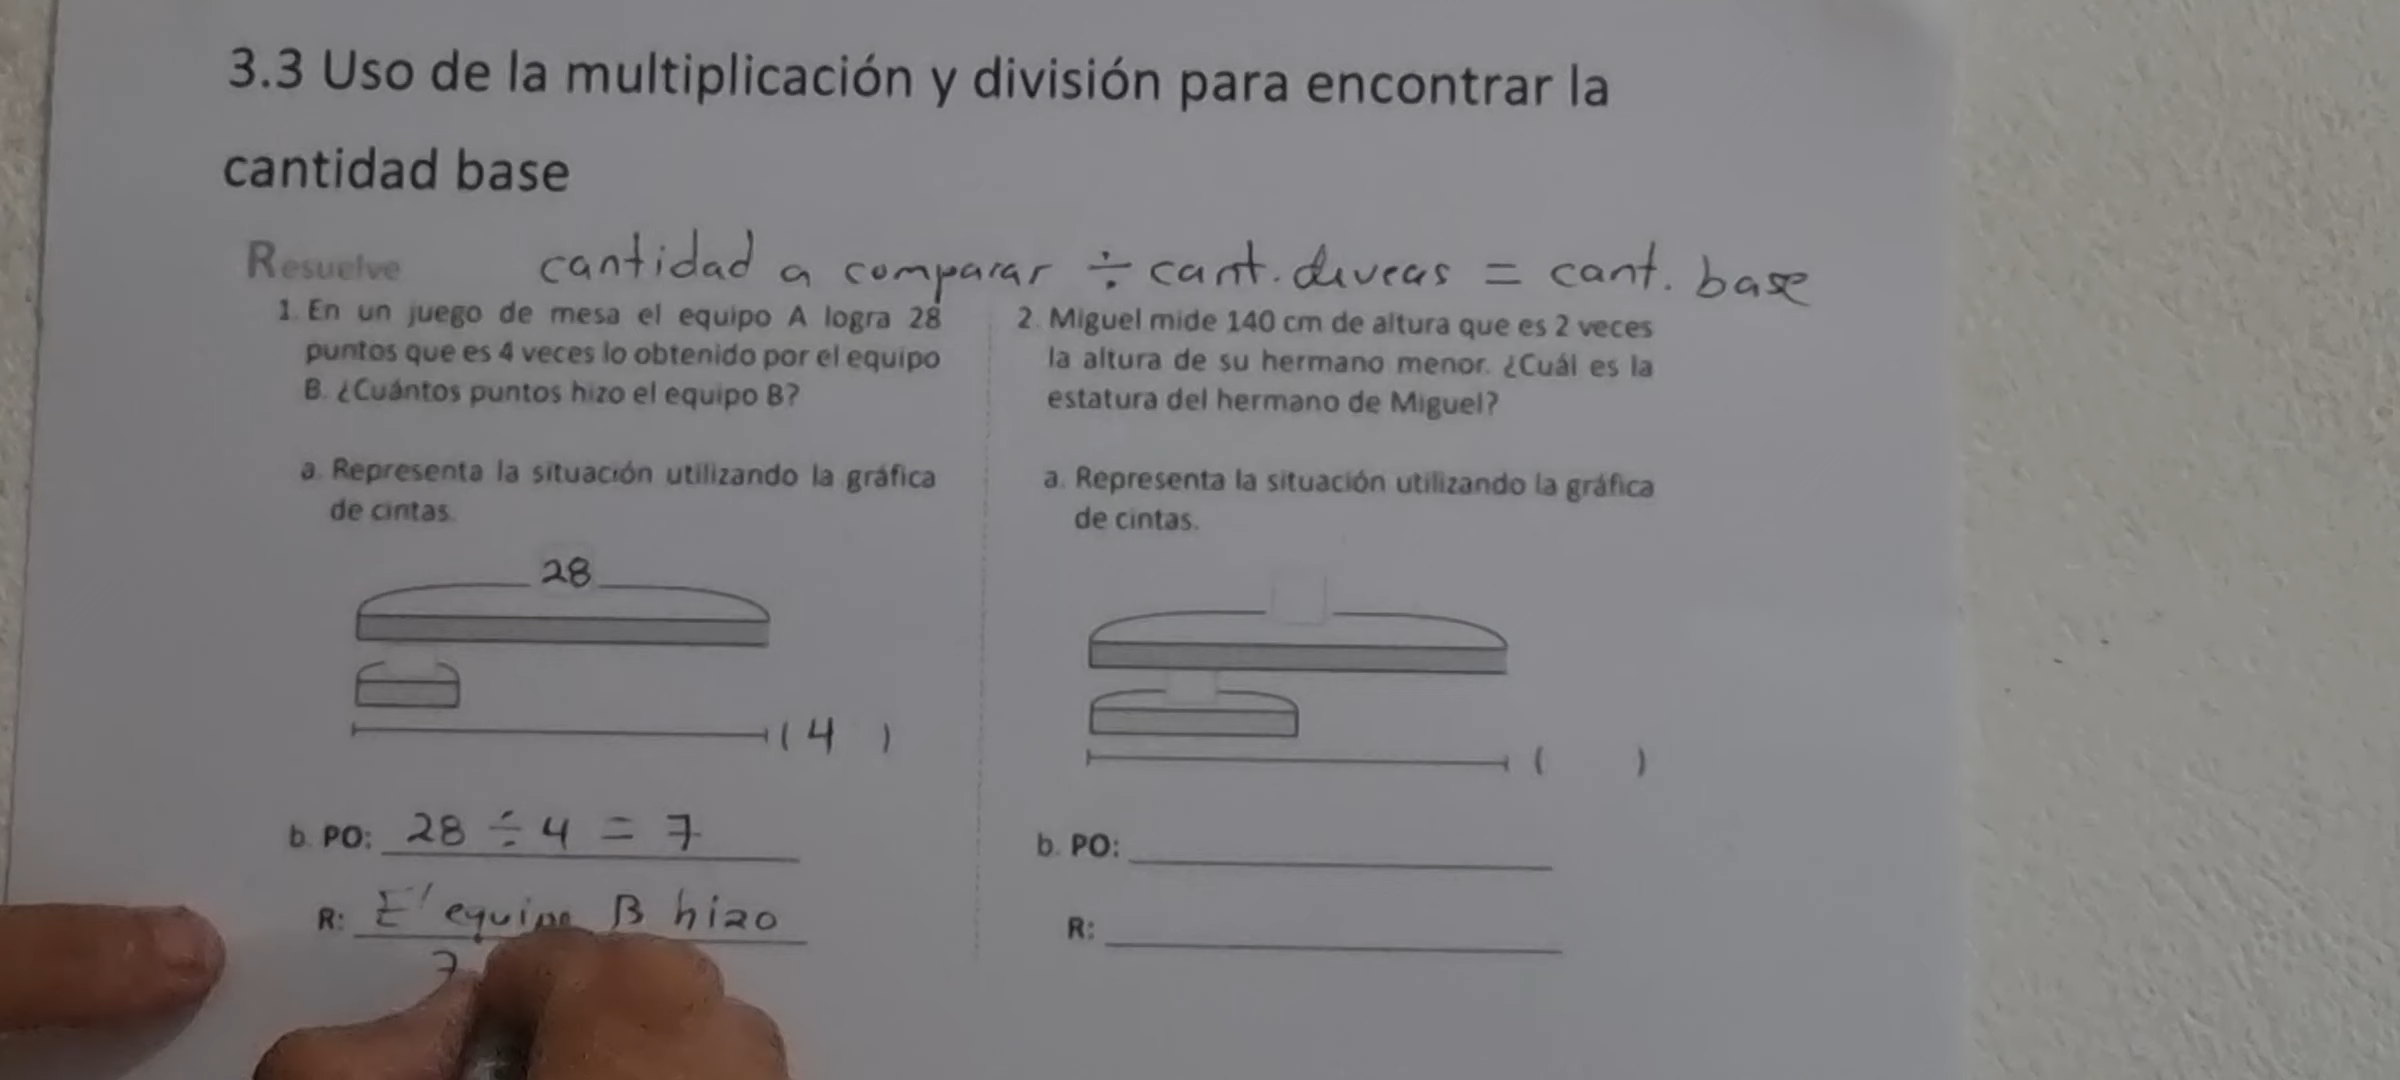 3.3 Uso de la multiplicación y división para encontrar la
cantidad base
Resuelve
cantidad a comparar ÷ cant. de veces = cant. base
1. En un juego de mesa el equipo A logra 28
puntos que es 4 veces lo obtenido por el equipo
B. ¿Cuántos puntos hizo el equipo B?
a. Representa la situación utilizando la gráfica
de cintas.
28
( 4 )
b. PO: 28 ÷ 4 = 7
R: El equipo B hizo
7
2. Miguel mide 140 cm de altura que es 2 veces
la altura de su hermano menor. ¿Cuál es la
estatura del hermano de Miguel?
a. Representa la situación utilizando la gráfica
de cintas.
( )
b. PO:
R: